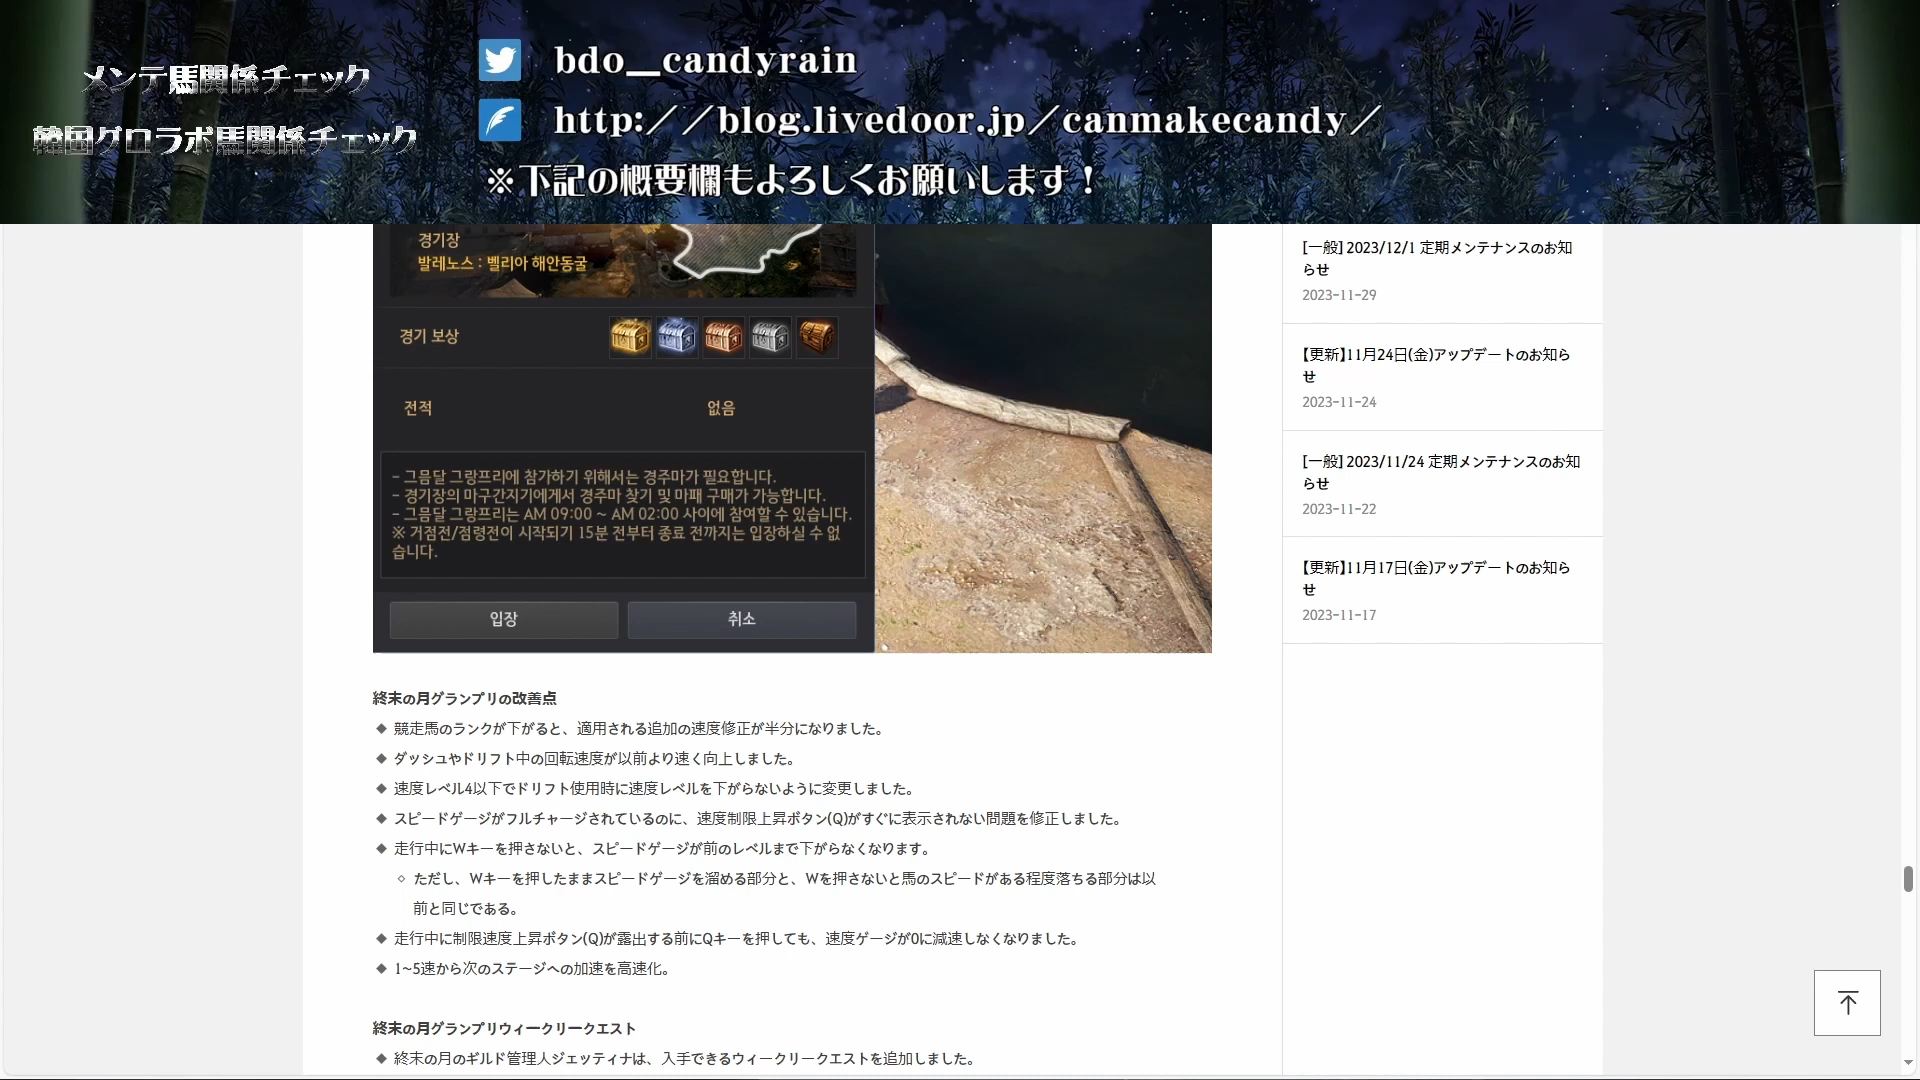 メンテ馬関係チェック
韓国グロラボ馬関係チェック
bdo__candyrain
http://blog.livedoor.jp/canmakecandy/
※下記の概要欄もよろしくお願いします！
경기장
발레노스 : 벨리아 해안동굴
경기 보상
전적 없음
- 그믐달 그랑프리에 참가하기 위해서는 경주마가 필요합니다.
- 경기장의 마구간지기에게서 경주마 찾기 및 마패 구매가 가능합니다.
- 그믐달 그랑프리는 AM 09:00 ~ AM 02:00 사이에 참여할 수 있습니다.
※ 거점전/점령전이 시작되기 15분 전부터 종료 전까지는 입장하실 수 없
습니다.
입장 취소
終末の月グランプリの改善点
◆ 競走馬のランクが下がると、適用される追加の速度修正が半分になりました。
◆ ダッシュやドリフト中の回転速度が以前より速く向上しました。
◆ 速度レベル4以下でドリフト使用時に速度レベルを下がらないように変更しました。
◆ スピードゲージがフルチャージされているのに、速度制限上昇ボタン(Q)がすぐに表示されない問題を修正しました。
◆ 走行中にWキーを押さないと、スピードゲージが前のレベルまで下がらなくなります。
◇ ただし、Wキーを押したままスピードゲージを溜める部分と、Wを押さないと馬のスピードがある程度落ちる部分は以
前と同じである。
◆ 走行中に制限速度上昇ボタン(Q)が露出する前にQキーを押しても、速度ゲージが0に減速しなくなりました。
◆ 1~5速から次のステージへの加速を高速化。
終末の月グランプリウィークリークエスト
◆ 終末の月のギルド管理人ジェッティナは、入手できるウィークリークエストを追加しました。
[一般] 2023/12/1 定期メンテナンスのお知
らせ
2023-11-29
【更新】11月24日(金)アップデートのお知ら
せ
2023-11-24
[一般] 2023/11/24 定期メンテナンスのお知
らせ
2023-11-22
【更新】11月17日(金)アップデートのお知ら
せ
2023-11-17